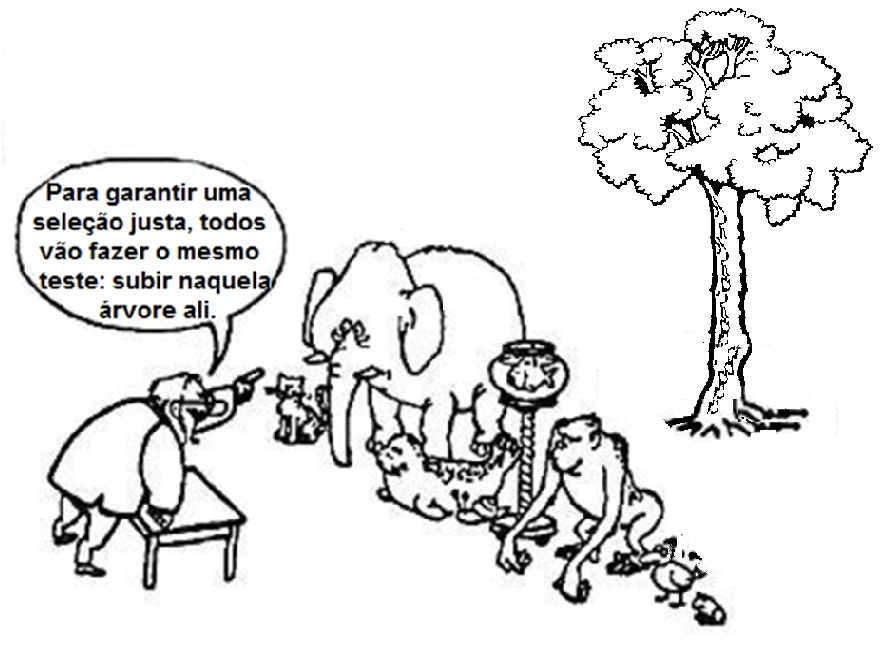 Para garantir uma
seleção justa, todos
vão fazer o mesmo
teste: subir naquela
árvore ali.